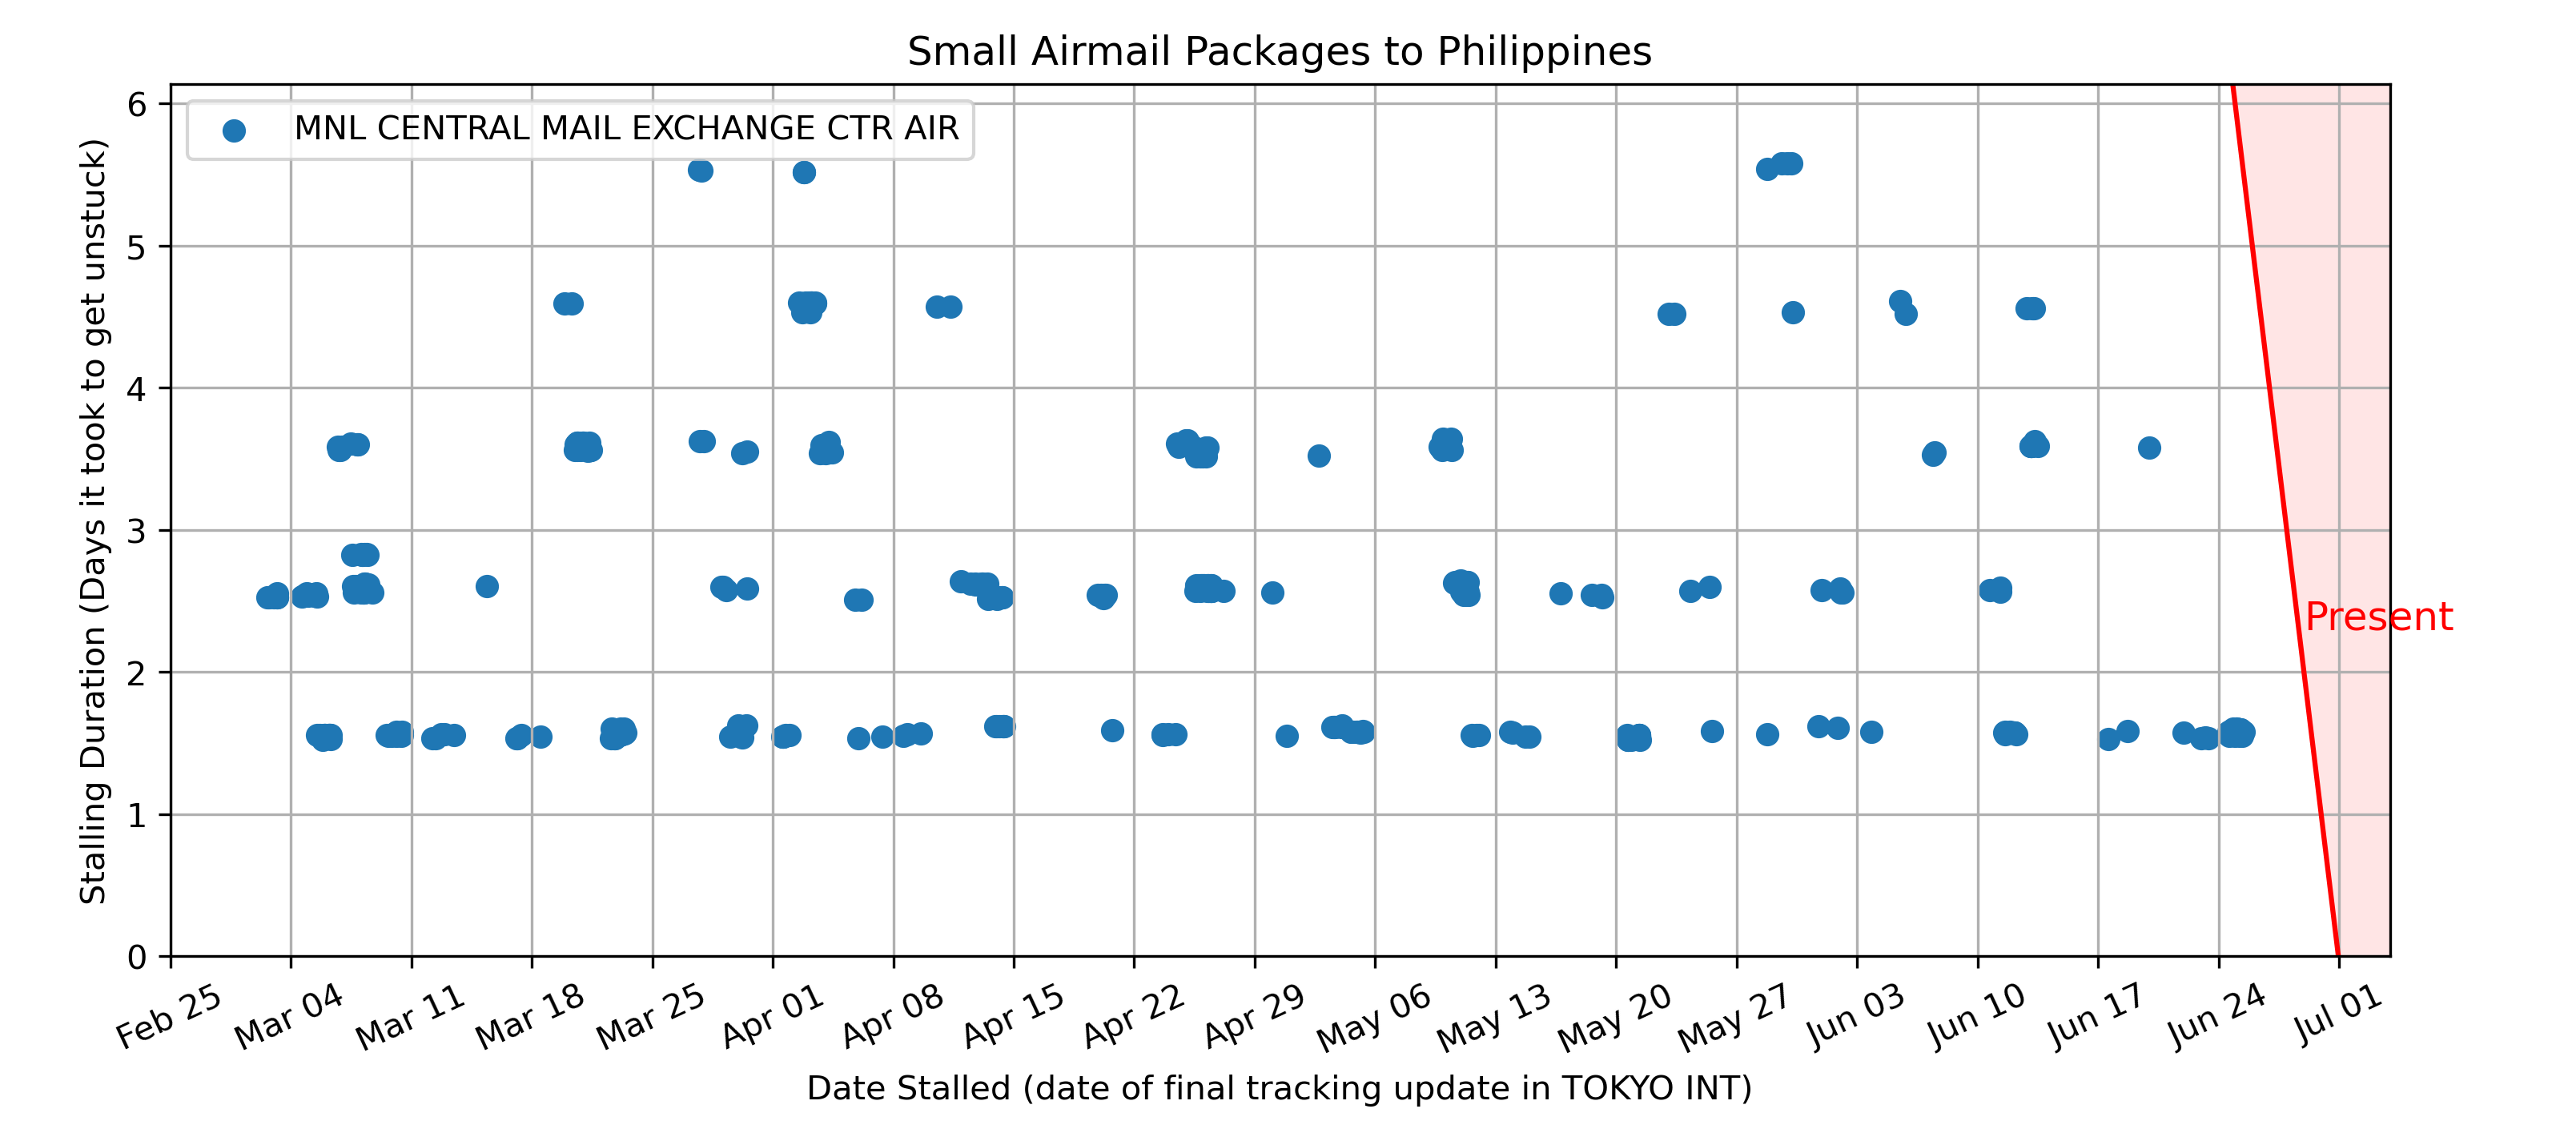 Small Airmail Packages to Philippines
MNL CENTRAL MAIL EXCHANGE CTR AIR
Stalling Duration (Days it took to get unstuck)
6
5
4
3
2
1
0
Present
Feb 25
Mar 04
Mar 11
Mar 18
Mar 25
Apr 01
Apr 08
Apr 15
Apr 22
Apr 29
May 06
May 13
May 20
May 27
Jun 03
Jun 10
Jun 17
Jun 24
Jul 01
Date Stalled (date of final tracking update in TOKYO INT)